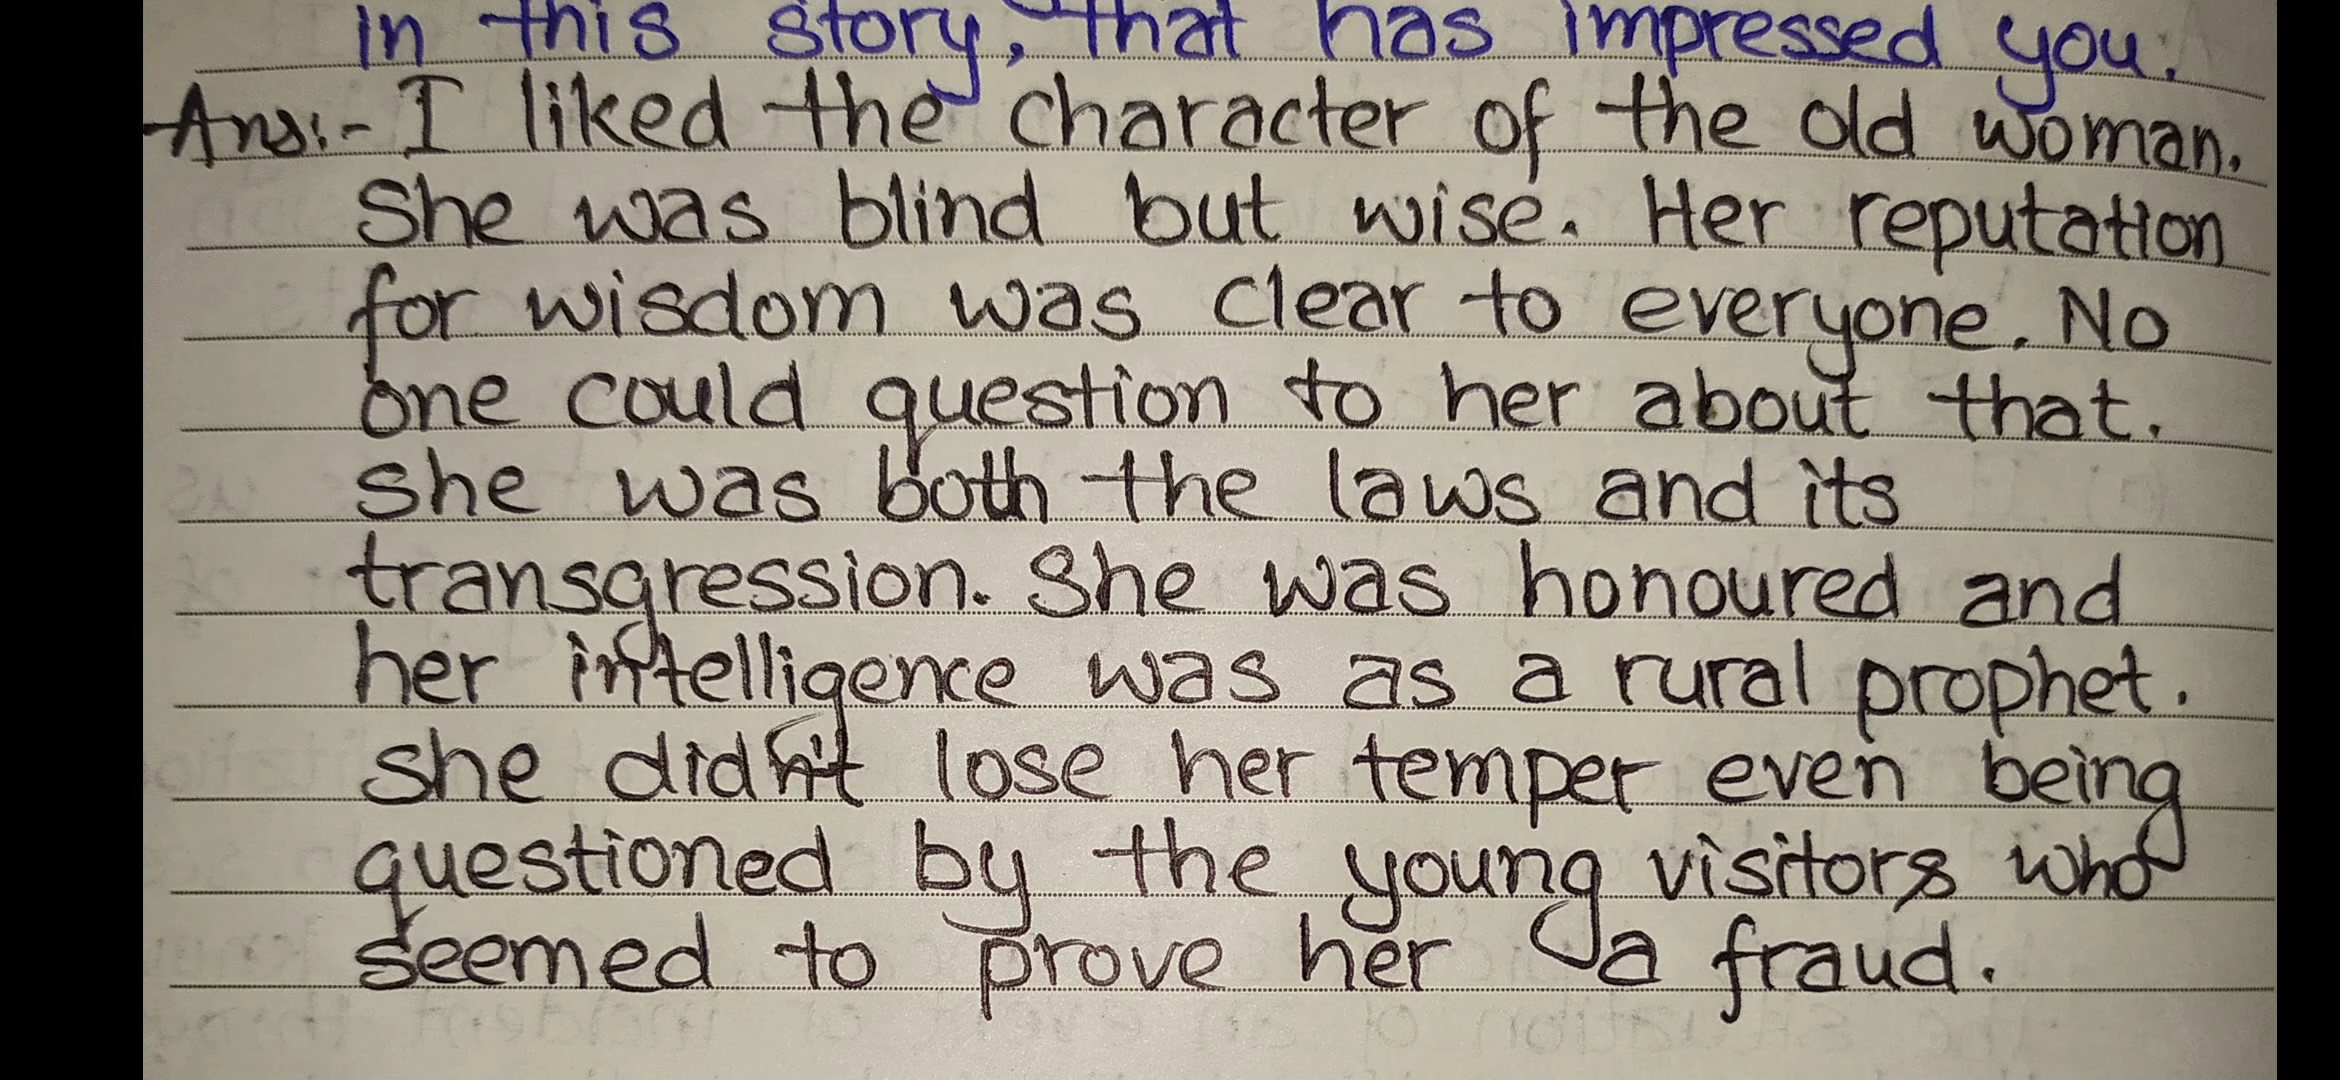 in this story, that has impressed you.
Ans:- I liked the character of the old woman.
She was blind but wise. Her reputation
for wisdom was clear to everyone. No
one could question to her about that.
She was both the laws and its
transgression. She was honoured and
her intelligence was as a rural prophet.
She didn't lose her temper even being
questioned by the young visitors who
seemed to prove her a fraud.